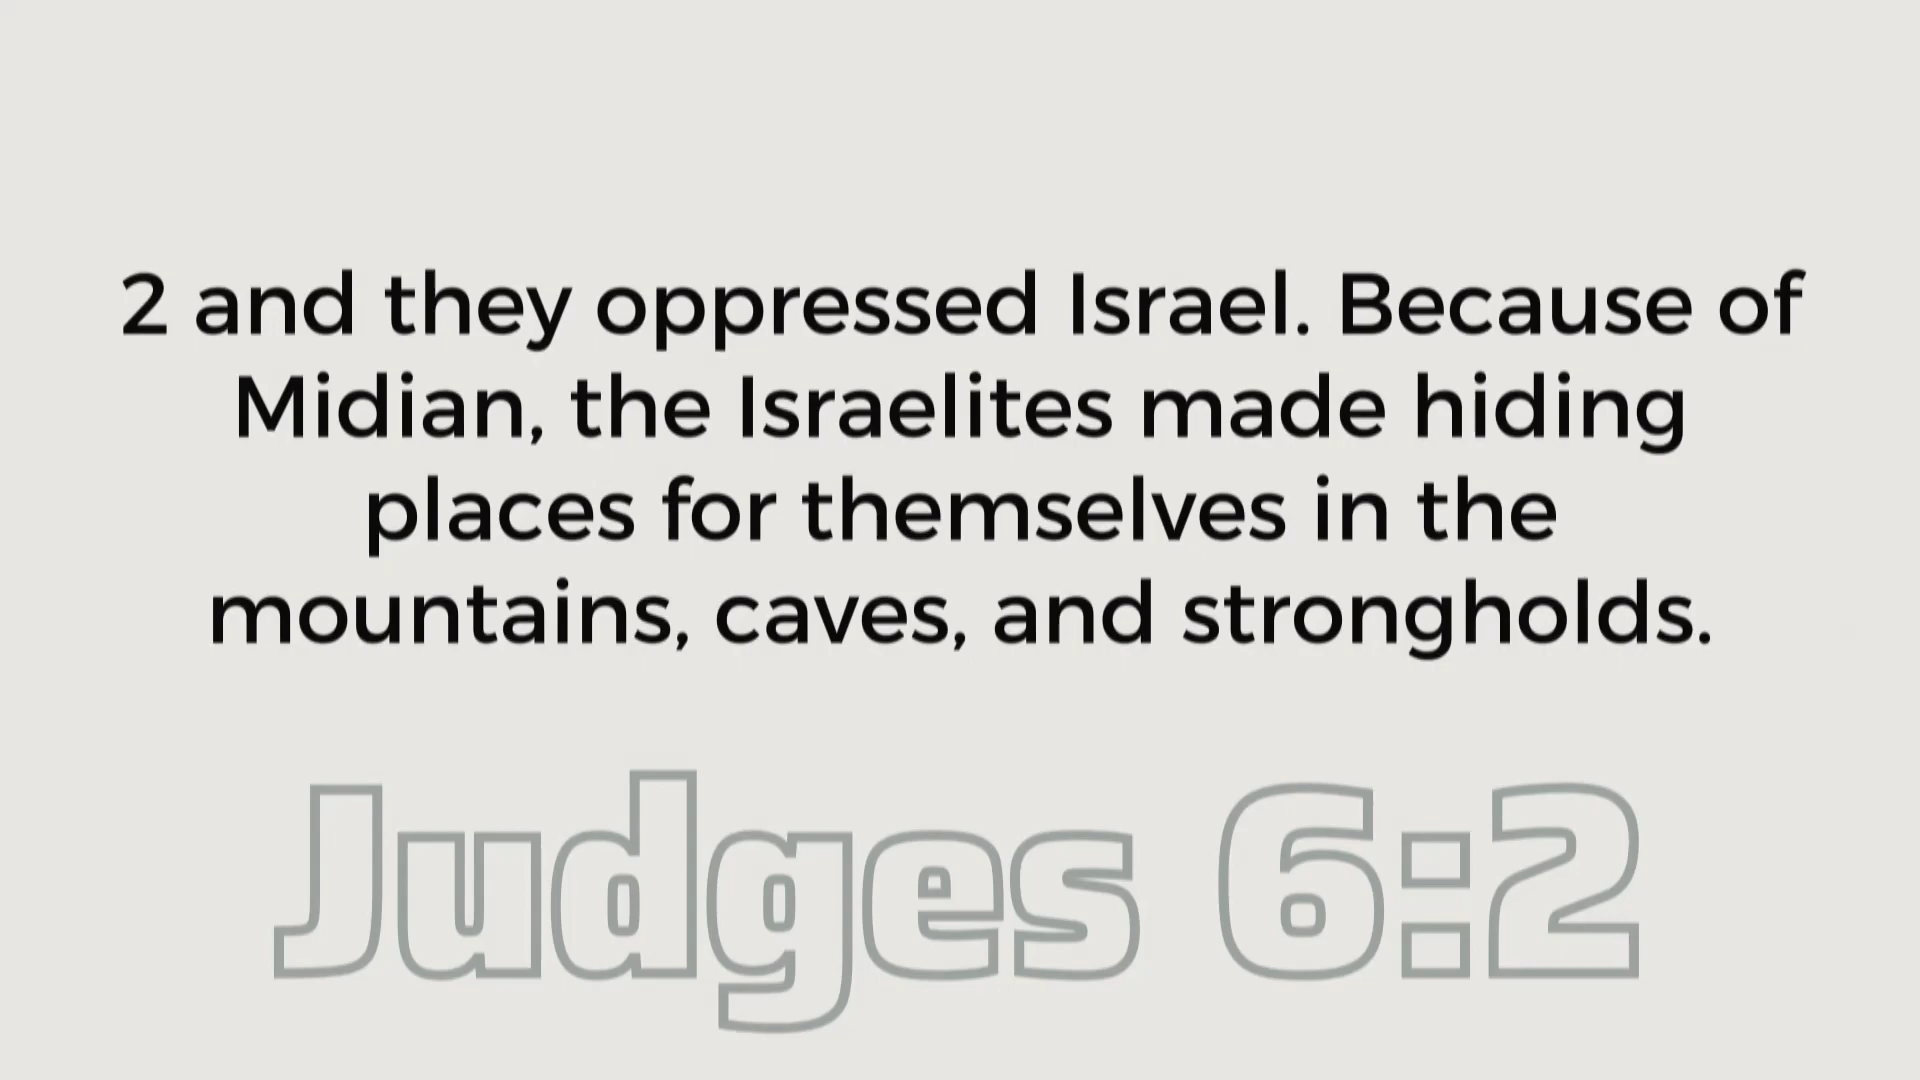 2 and they oppressed Israel. Because of
Midian, the Israelites made hiding
places for themselves in the
mountains, caves, and strongholds.
Judges 6:2